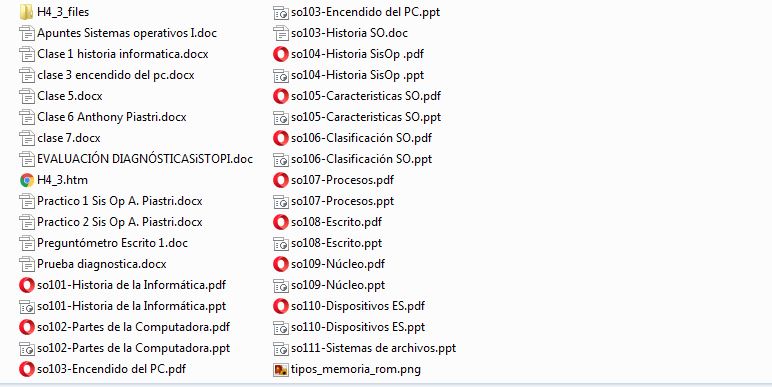 H4_3_files
Apuntes Sistemas operativos I.doc
Clase 1 historia informatica.docx
clase 3 encendido del pc.docx
Clase 5.docx
Clase 6 Anthony Piastri.docx
clase 7.docx
EVALUACIÓN DIAGNÓSTICASiSTOPI.doc
H4_3.htm
Practico 1 Sis Op A. Piastri.docx
Practico 2 Sis Op A. Piastri.docx
Preguntómetro Escrito 1.doc
Prueba diagnostica.docx
so101-Historia de la Informática.pdf
so101-Historia de la Informática.ppt
so102-Partes de la Computadora.pdf
so102-Partes de la Computadora.ppt
so103-Encendido del PC.pdf
so103-Encendido del PC.ppt
so103-Historia SO.doc
so104-Historia SisOp .pdf
so104-Historia SisOp .ppt
so105-Caracteristicas SO.pdf
so105-Caracteristicas SO.ppt
so106-Clasificación SO.pdf
so106-Clasificación SO.ppt
so107-Procesos.pdf
so107-Procesos.ppt
so108-Escrito.pdf
so108-Escrito.ppt
so109-Núcleo.pdf
so109-Núcleo.ppt
so110-Dispositivos ES.pdf
so110-Dispositivos ES.ppt
so111-Sistemas de archivos.ppt
tipos_memoria_rom.png